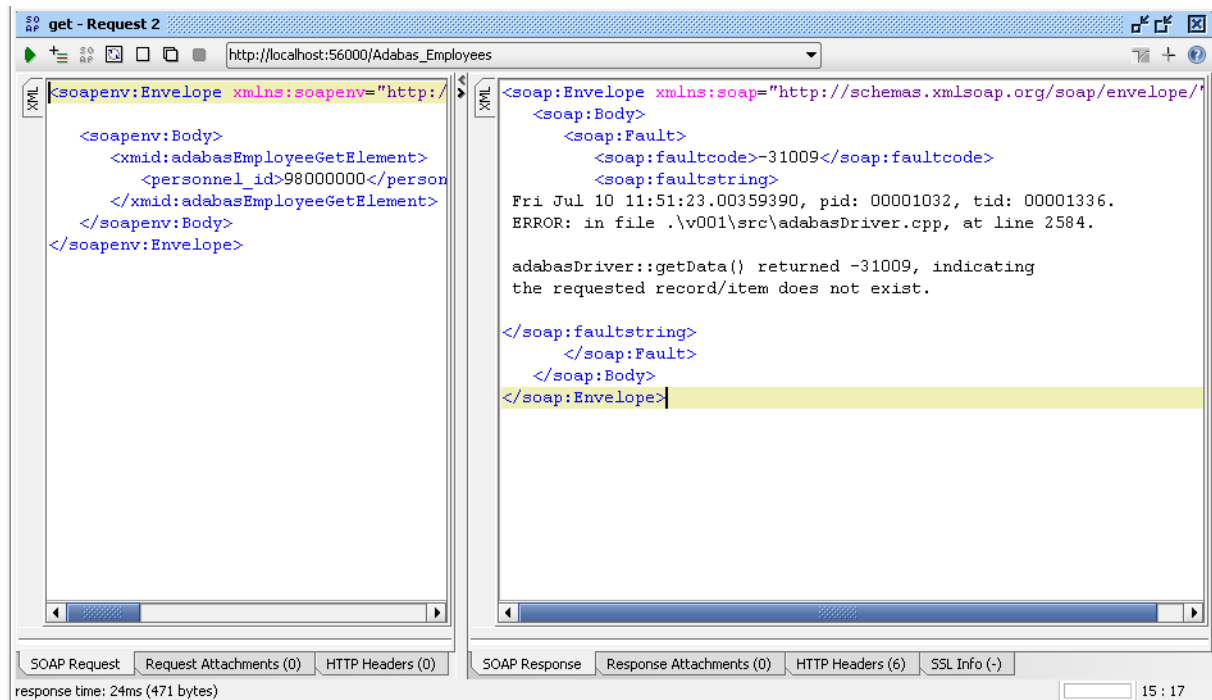 SO AP get - Request 2
SO AP http://localhost:56000/Adabas_Employees
XML
<soapenv:Envelope xmlns:soapenv="http:/
<soapenv:Body>
<xmid:adabasEmployeeGetElement>
<personnel_id>98000000</person
</xmid:adabasEmployeeGetElement>
</soapenv:Body>
</soapenv:Envelope>
XML
<soap:Envelope xmlns:soap="http://schemas.xmlsoap.org/soap/envelope/"
<soap:Body>
<soap:Fault>
<soap:faultcode>-31009</soap:faultcode>
<soap:faultstring>
Fri Jul 10 11:51:23.00359390, pid: 00001032, tid: 00001336.
ERROR: in file .\v001\src\adabasDriver.cpp, at line 2584.
adabasDriver::getData() returned -31009, indicating
the requested record/item does not exist.
</soap:faultstring>
</soap:Fault>
</soap:Body>
</soap:Envelope>
SOAP Request Request Attachments (0) HTTP Headers (0)
SOAP Response Response Attachments (0) HTTP Headers (6) SSL Info (-)
response time: 24ms (471 bytes)
15 : 17